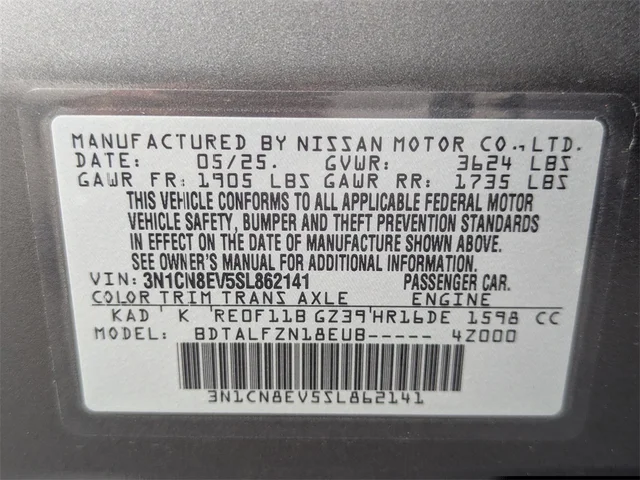 MANUFACTURED BY NISSAN MOTOR CO.,LTD.
DATE: 05/25. GVWR: 3624 LBS
GAWR FR: 1905 LBS GAWR RR: 1735 LBS
THIS VEHICLE CONFORMS TO ALL APPLICABLE FEDERAL MOTOR
VEHICLE SAFETY, BUMPER AND THEFT PREVENTION STANDARDS
IN EFFECT ON THE DATE OF MANUFACTURE SHOWN ABOVE.
SEE OWNER'S MANUAL FOR ADDITIONAL INFORMATION.
VIN: 3N1CN8EV5SL862141 PASSENGER CAR.
COLOR TRIM TRANS AXLE ENGINE
KAD K RE0F11B GZ39 HR16DE 1598 CC
MODEL: BDTALFZN18EUB----- 4Z000
3N1CN8EV5SL862141